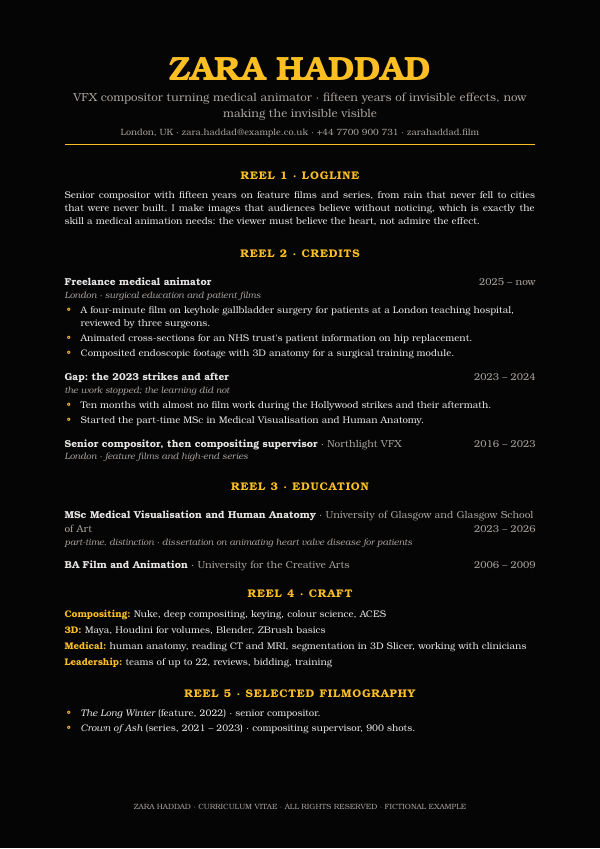 ZARA HADDAD
VFX compositor turning medical animator · fifteen years of invisible effects, now
making the invisible visible
London, UK · zara.haddad@example.co.uk · +44 7700 900 731 · zarahaddad.film
REEL 1 · LOGLINE
Senior compositor with fifteen years on feature films and series, from rain that never fell to cities
that were never built. I make images that audiences believe without noticing, which is exactly the
skill a medical animation needs: the viewer must believe the heart, not admire the effect.
REEL 2 · CREDITS
Freelance medical animator 2025 – now
London · surgical education and patient films
• A four-minute film on keyhole gallbladder surgery for patients at a London teaching hospital,
reviewed by three surgeons.
• Animated cross-sections for an NHS trust's patient information on hip replacement.
• Composited endoscopic footage with 3D anatomy for a surgical training module.
Gap: the 2023 strikes and after 2023 – 2024
the work stopped; the learning did not
• Ten months with almost no film work during the Hollywood strikes and their aftermath.
• Started the part-time MSc in Medical Visualisation and Human Anatomy.
Senior compositor, then compositing supervisor · Northlight VFX 2016 – 2023
London · feature films and high-end series
REEL 3 · EDUCATION
MSc Medical Visualisation and Human Anatomy · University of Glasgow and Glasgow School
of Art 2023 – 2026
part-time, distinction · dissertation on animating heart valve disease for patients
BA Film and Animation · University for the Creative Arts 2006 – 2009
REEL 4 · CRAFT
Compositing: Nuke, deep compositing, keying, colour science, ACES
3D: Maya, Houdini for volumes, Blender, ZBrush basics
Medical: human anatomy, reading CT and MRI, segmentation in 3D Slicer, working with clinicians
Leadership: teams of up to 22, reviews, bidding, training
REEL 5 · SELECTED FILMOGRAPHY
• The Long Winter (feature, 2022) · senior compositor.
• Crown of Ash (series, 2021 – 2023) · compositing supervisor, 900 shots.
ZARA HADDAD · CURRICULUM VITAE · ALL RIGHTS RESERVED · FICTIONAL EXAMPLE